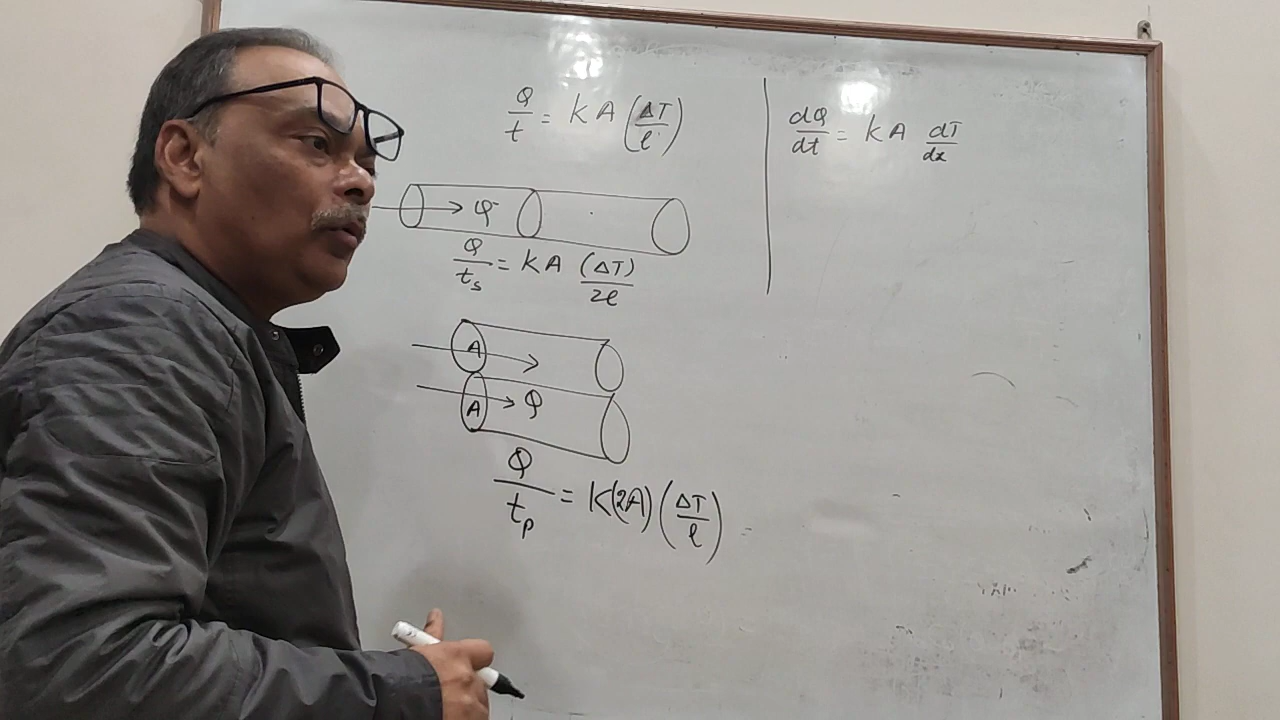 Q/t = KA (ΔT/l)
dQ/dt = KA dT/dx
Q
Q/t_s = KA (ΔT)/2l
A
A Q
Q/t_p = K(2A) (ΔT/l) =